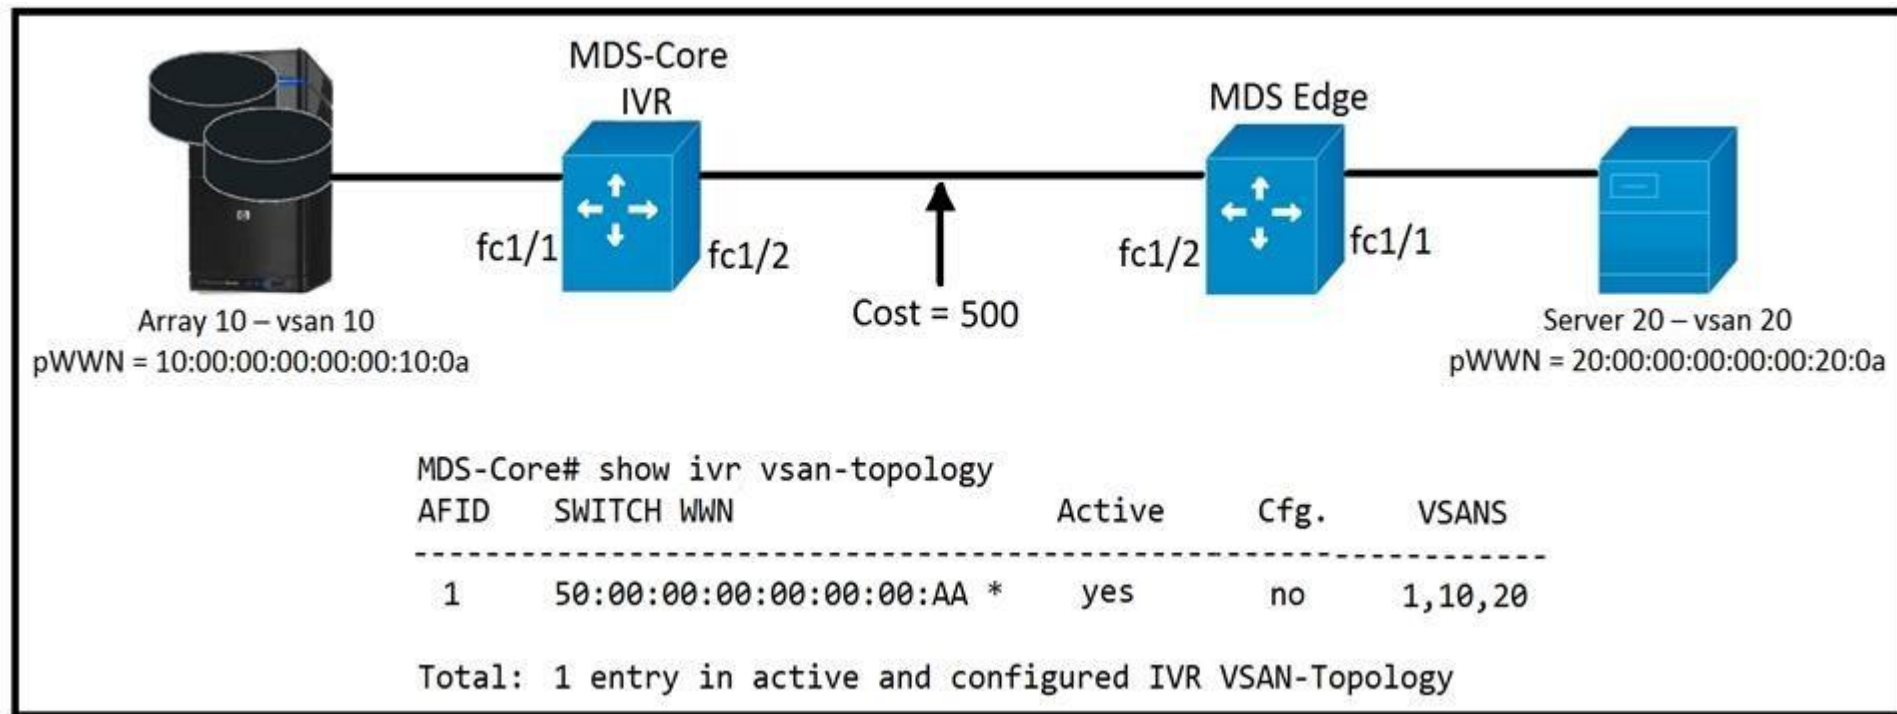 MDS-Core
IVR
MDS Edge
fc1/1
fc1/2
fc1/2
fc1/1
Cost = 500
Array 10 – vsan 10
pWWN = 10:00:00:00:00:00:10:0a
Server 20 – vsan 20
pWWN = 20:00:00:00:00:00:20:0a
MDS-Core# show ivr vsan-topology
AFID SWITCH WWN Active Cfg. VSANS
--------------------------------------------------------------
1 50:00:00:00:00:00:00:AA * yes no 1,10,20
Total: 1 entry in active and configured IVR VSAN-Topology